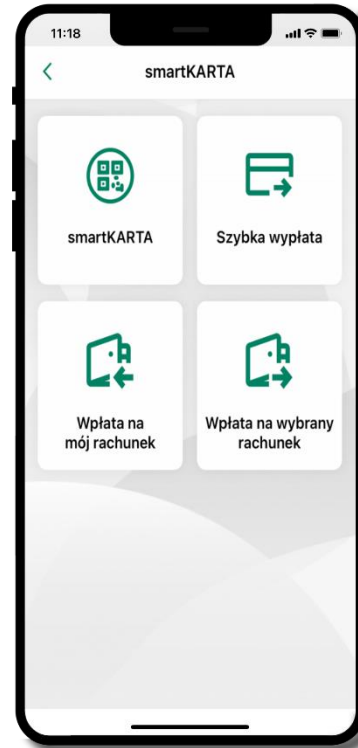 11:18
smartKARTA
smartKARTA
Szybka wypłata
Wpłata na
mój rachunek
Wpłata na wybrany
rachunek